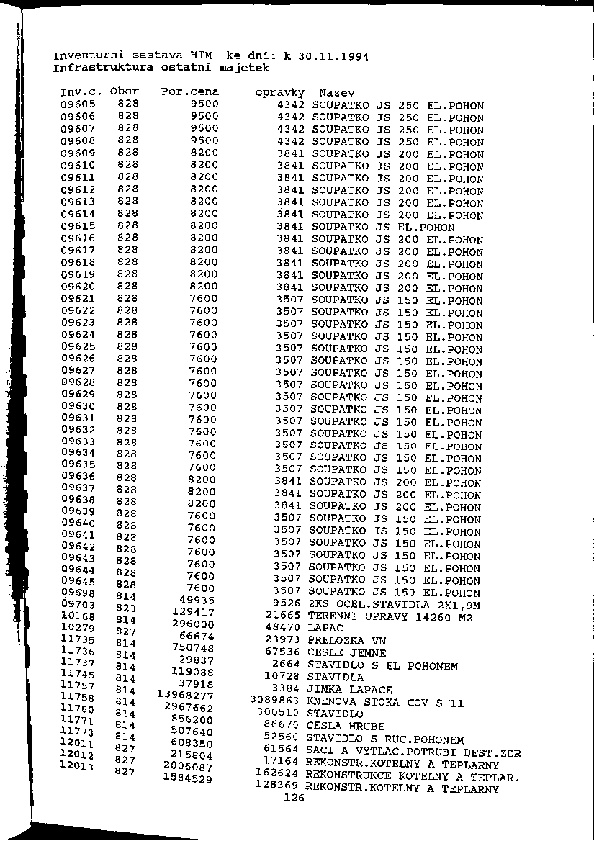 Inventurni sestava HTM ke dni: k 30.11.1994
Infrastruktura ostatni majetek
Inv.c. Obor Por.cena opravky Nazev
09605 828 9500 4342 SOUPATKO JS 250 EL.POHON
09606 828 9500 4342 SOUPATKO JS 250 EL.POHON
09607 828 9500 4342 SOUPATKO JS 250 EL.POHON
09608 828 9500 4342 SOUPATKO JS 250 EL.POHON
09609 828 8200 3841 SOUPATKO JS 200 EL.POHON
09610 828 8200 3841 SOUPATKO JS 200 EL.POHON
09611 828 8200 3841 SOUPATKO JS 200 EL.POHON
09612 828 8200 3841 SOUPATKO JS 200 EL.POHON
09613 828 8200 3841 SOUPATKO JS 200 EL.POHON
09614 828 8200 3841 SOUPATKO JS 200 EL.POHON
09615 828 8200 3841 SOUPATKO JS EL.POHON
09616 828 8200 3841 SOUPATKO JS 200 EL.POHON
09617 828 8200 3841 SOUPATKO JS 200 EL.POHON
09618 828 8200 3841 SOUPATKO JS 200 EL.POHON
09619 828 8200 3841 SOUPATKO JS 200 EL.POHON
09620 828 8200 3841 SOUPATKO JS 200 EL.POHON
09621 828 7600 3507 SOUPATKO JS 150 EL.POHON
09622 828 7600 3507 SOUPATKO JS 150 EL.POHON
09623 828 7600 3507 SOUPATKO JS 150 EL.POHON
09624 828 7600 3507 SOUPATKO JS 150 EL.POHON
09625 828 7600 3507 SOUPATKO JS 150 EL.POHON
09626 828 7600 3507 SOUPATKO JS 150 EL.POHON
09627 828 7600 3507 SOUPATKO JS 150 EL.POHON
09628 828 7600 3507 SOUPATKO JS 150 EL.POHON
09629 828 7600 3507 SOUPATKO JS 150 EL.POHON
09630 828 7600 3507 SOUPATKO JS 150 EL.POHON
09631 828 7600 3507 SOUPATKO JS 150 EL.POHON
09632 828 7600 3507 SOUPATKO JS 150 EL.POHON
09633 828 7600 3507 SOUPATKO JS 150 EL.POHON
09634 828 7600 3507 SOUPATKO JS 150 EL.POHON
09635 828 7600 3507 SOUPATKO JS 150 EL.POHON
09636 828 8200 3841 SOUPATKO JS 200 EL.POHON
09637 828 8200 3841 SOUPATKO JS 200 EL.POHON
09638 828 8200 3841 SOUPATKO JS 200 EL.POHON
09639 828 7600 3507 SOUPATKO JS 150 EL.POHON
09640 828 7600 3507 SOUPATKO JS 150 EL.POHON
09641 828 7600 3507 SOUPATKO JS 150 EL.POHON
09642 828 7600 3507 SOUPATKO JS 150 EL.POHON
09643 828 7600 3507 SOUPATKO JS 150 EL.POHON
09644 828 7600 3507 SOUPATKO JS 150 EL.POHON
09645 828 7600 3507 SOUPATKO JS 150 EL.POHON
09698 814 49935 9526 2KS OCEL.STAVIDLA 2K1,9M
09703 823 129417 21665 TERENNI UPRAVY 14260 M2
10168 814 296000 49470 LAPAC
10279 827 66674 23973 PRELOZKA VN
11735 814 750748 67536 CESLE JEMNE
11736 814 29837 2664 STAVIDLO S EL POHONEM
11737 814 119038 10728 STAVIDLA
11745 814 37918 3384 JIMKA LAPACE
11757 814 13968277 3089863 KMENOVA STOKA COV S 11
11758 814 2967662 300510 STAVIDLO
11760 814 856200 86670 CESLA HRUBE
11771 814 507640 52560 STAVIDLO S RUC.POHONEM
11773 814 608350 61564 SACI A VYTLAC.POTRUBI DEST.ZDR
12011 827 215804 17164 REKONSTR.KOTELNY A TEPLARNY
12012 827 2005087 162624 REKONSTRUKCE KOTELNY A TEPLAR.
12013 827 1584529 128369 REKONSTR.KOTELNY A TEPLARNY
126